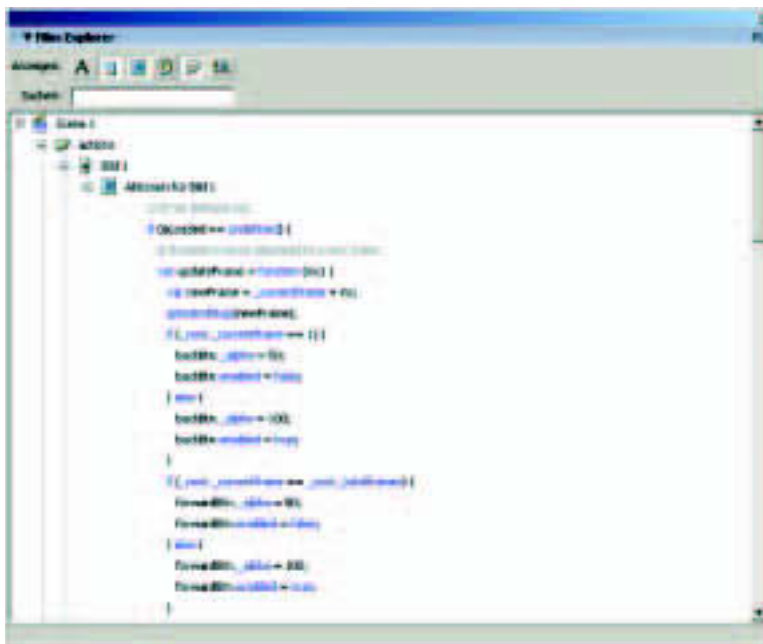 Film Explorer
Anzeigen: A
Suchen:
Szene 1
actions
Bild 1
Aktionen für Bild 1
if (isLoaded == undefined) {
var updateFrame = function (inc) {
var newFrame = _currentframe + inc;
gotoAndStop(newFrame);
if (_root._currentframe == 1) {
backBtn._alpha = 50;
backBtn.enabled = false;
} else {
backBtn._alpha = 100;
backBtn.enabled = true;
}
if (_root._currentframe == _root._totalframes) {
forwardBtn._alpha = 50;
forwardBtn.enabled = false;
} else {
forwardBtn._alpha = 100;
forwardBtn.enabled = true;
}